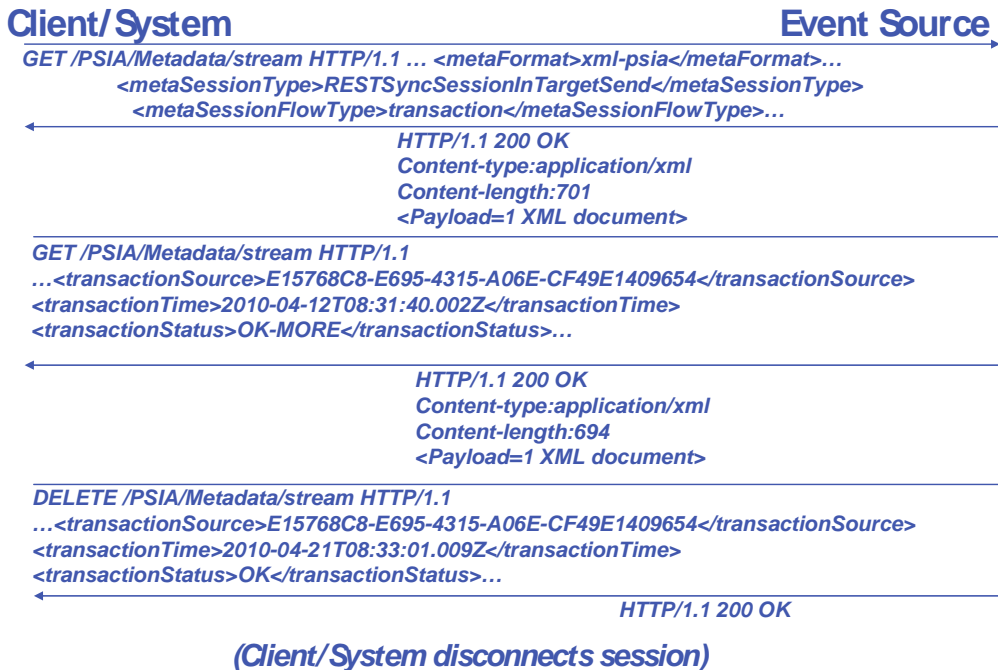 Client/System Event Source
GET /PSIA/Metadata/stream HTTP/1.1 … <metaFormat>xml-psia</metaFormat>…
<metaSessionType>RESTSyncSessionInTargetSend</metaSessionType>
<metaSessionFlowType>transaction</metaSessionFlowType>…
HTTP/1.1 200 OK
Content-type:application/xml
Content-length:701
<Payload=1 XML document>
GET /PSIA/Metadata/stream HTTP/1.1
…<transactionSource>E15768C8-E695-4315-A06E-CF49E1409654</transactionSource>
<transactionTime>2010-04-12T08:31:40.002Z</transactionTime>
<transactionStatus>OK-MORE</transactionStatus>…
HTTP/1.1 200 OK
Content-type:application/xml
Content-length:694
<Payload=1 XML document>
DELETE /PSIA/Metadata/stream HTTP/1.1
…<transactionSource>E15768C8-E695-4315-A06E-CF49E1409654</transactionSource>
<transactionTime>2010-04-21T08:33:01.009Z</transactionTime>
<transactionStatus>OK</transactionStatus>…
HTTP/1.1 200 OK
(Client/System disconnects session)